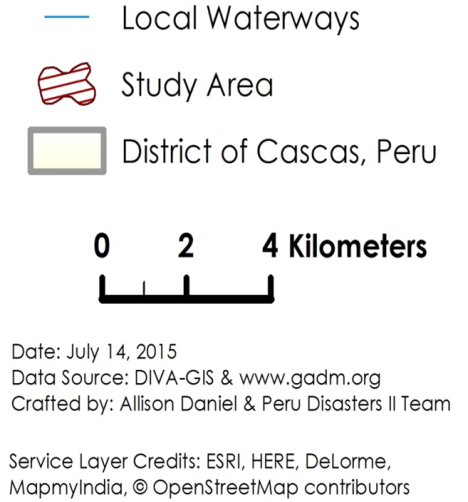 Local Waterways
Study Area
District of Cascas, Peru
0 2 4 Kilometers
Date: July 14, 2015
Data Source: DIVA-GIS & www.gadm.org
Crafted by: Allison Daniel & Peru Disasters II Team
Service Layer Credits: ESRI, HERE, DeLorme,
MapmyIndia, © OpenStreetMap contributors